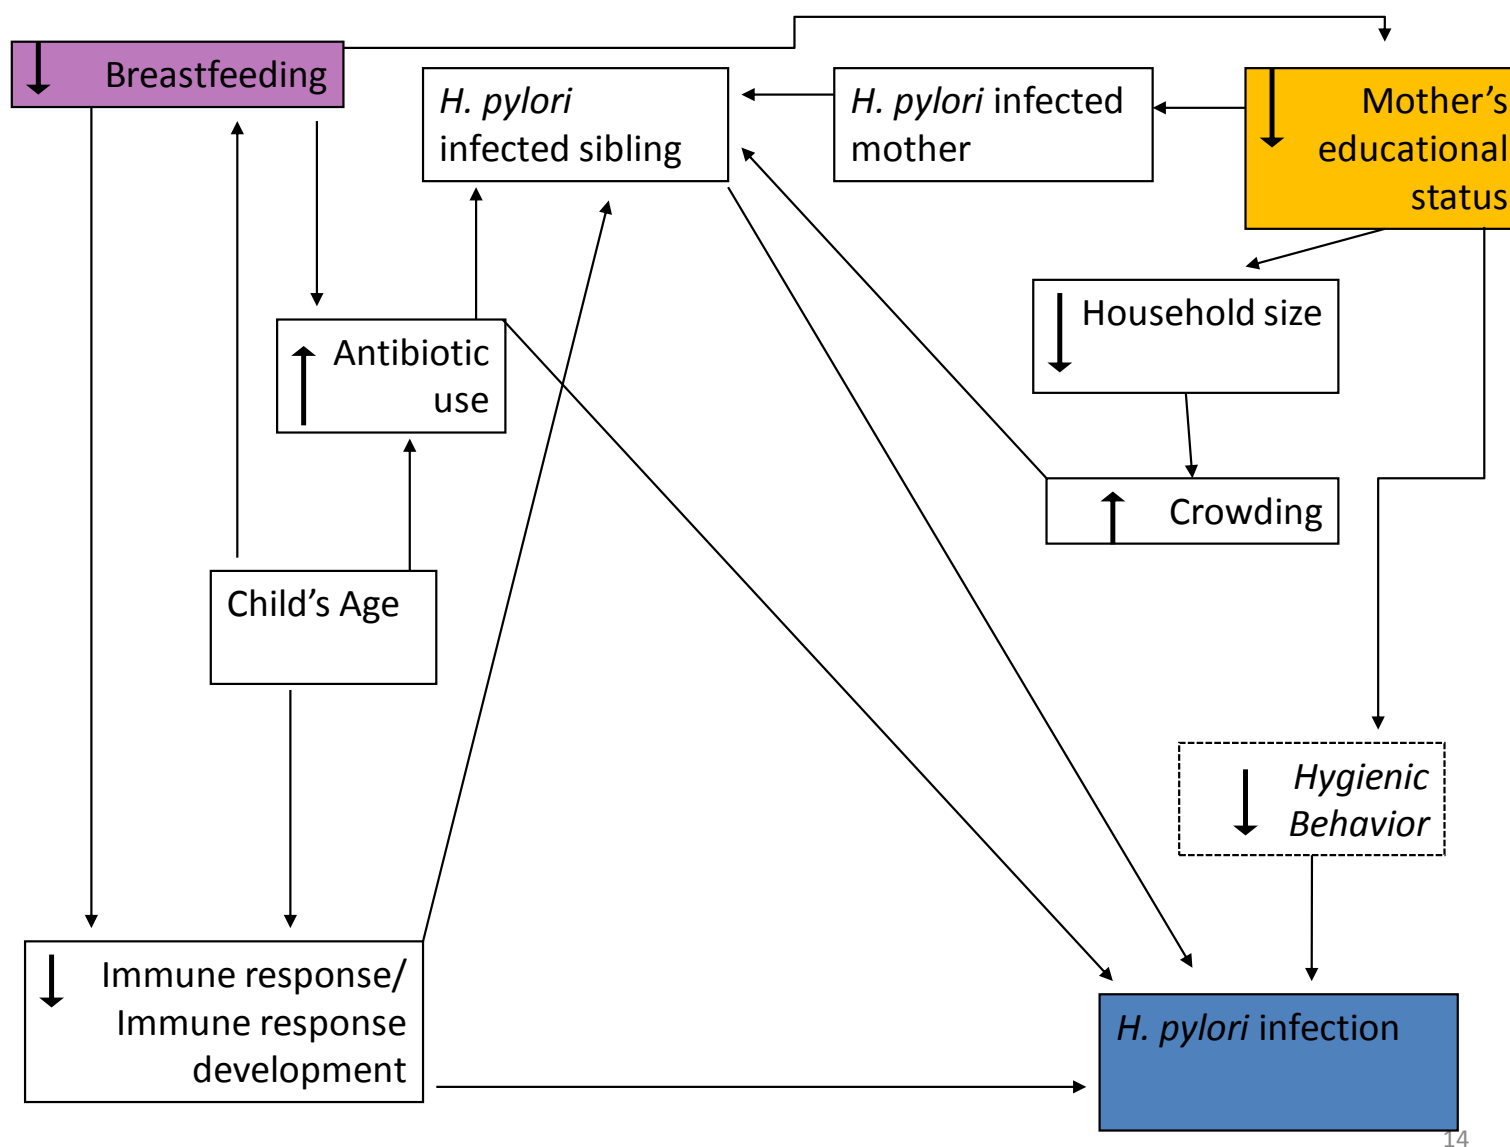 Breastfeeding
H. pylori
infected sibling
H. pylori infected
mother
Mother’s
educational
status
Household size
Antibiotic
use
Crowding
Child’s Age
Hygienic
Behavior
Immune response/
Immune response
development
H. pylori infection
14